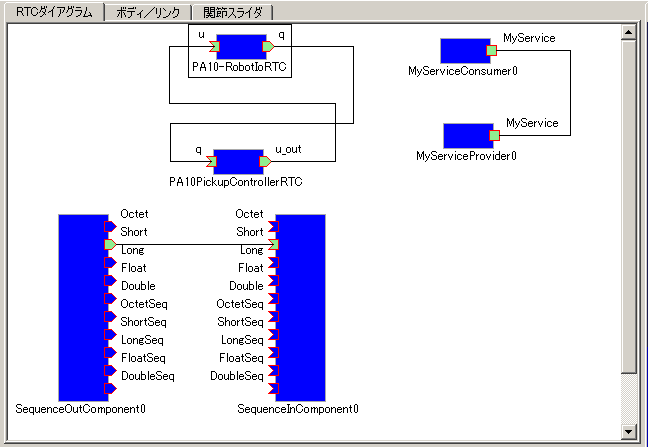 RTCダイアグラム
ボディ／リンク
関節スライダ
u
q
PA10-RobotIoRTC
MyService
MyServiceConsumer0
MyService
MyServiceProvider0
q
u_out
PA10PickupControllerRTC
Octet
Short
Long
Float
Double
OctetSeq
ShortSeq
LongSeq
FloatSeq
DoubleSeq
SequenceOutComponent0
Octet
Short
Long
Float
Double
OctetSeq
ShortSeq
LongSeq
FloatSeq
DoubleSeq
SequenceInComponent0